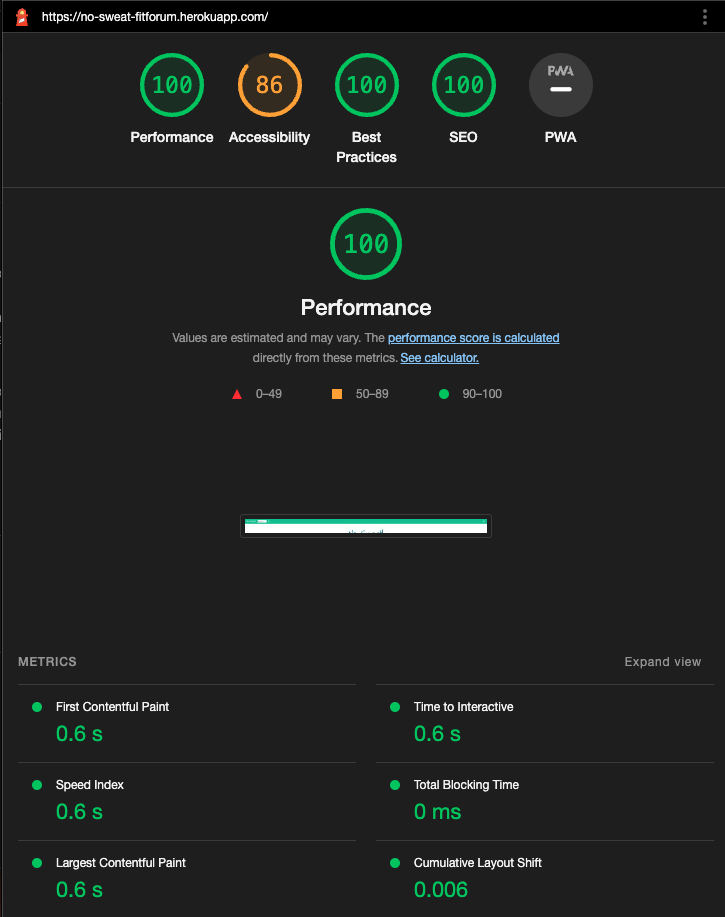 https://no-sweat-fitforum.herokuapp.com/
100
86
100
100
PWA
Performance
Accessibility
Best
Practices
SEO
PWA
100
Performance
Values are estimated and may vary. The performance score is calculated
directly from these metrics. See calculator.
0–49
50–89
90–100
METRICS
Expand view
First Contentful Paint
0.6 s
Time to Interactive
0.6 s
Speed Index
0.6 s
Total Blocking Time
0 ms
Largest Contentful Paint
0.6 s
Cumulative Layout Shift
0.006